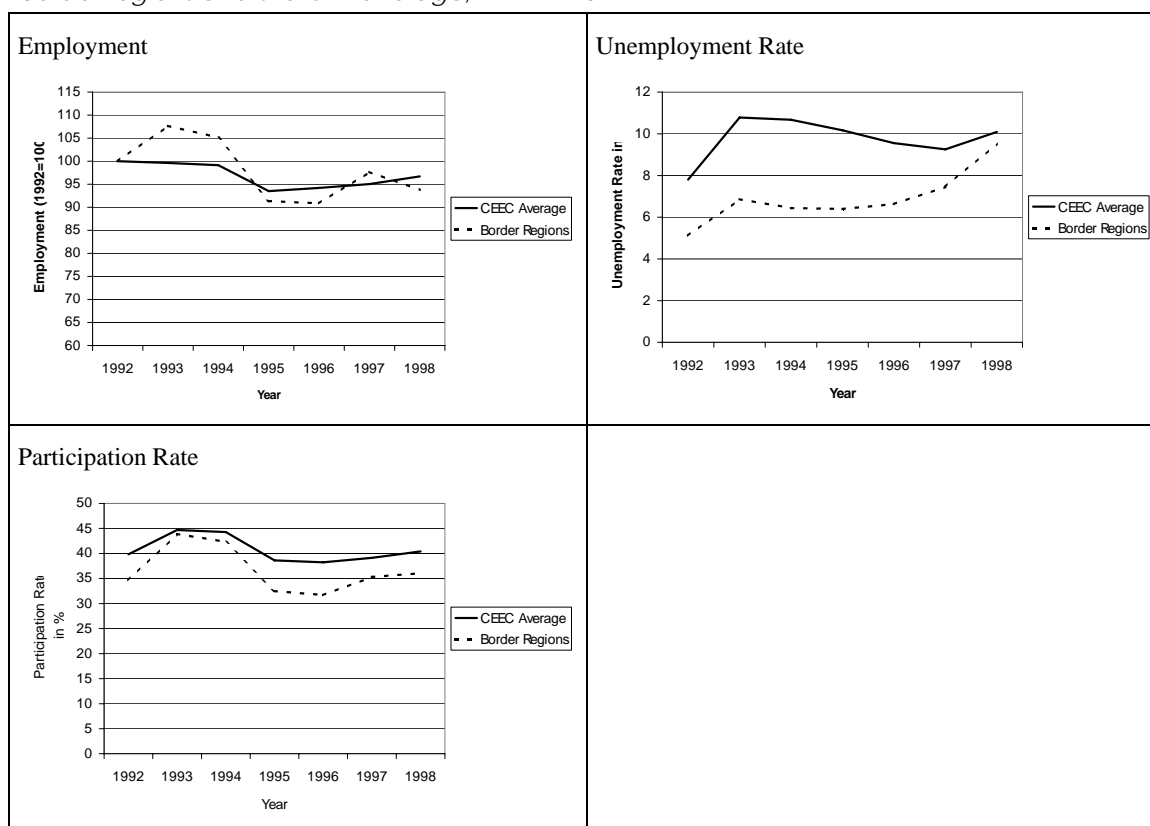 Employment
115
110
105
100
95
90
85
80
75
70
65
60
Employment (1992=100
1992 1993 1994 1995 1996 1997 1998
Year
CEEC Average
Border Regions
Unemployment Rate
12
10
8
6
4
2
0
Unemployment Rate in
1992 1993 1994 1995 1996 1997 1998
Year
CEEC Average
Border Regions
Participation Rate
50
45
40
35
30
25
20
15
10
5
0
Participation Rate
in %
1992 1993 1994 1995 1996 1997 1998
Year
CEEC Average
Border Regions